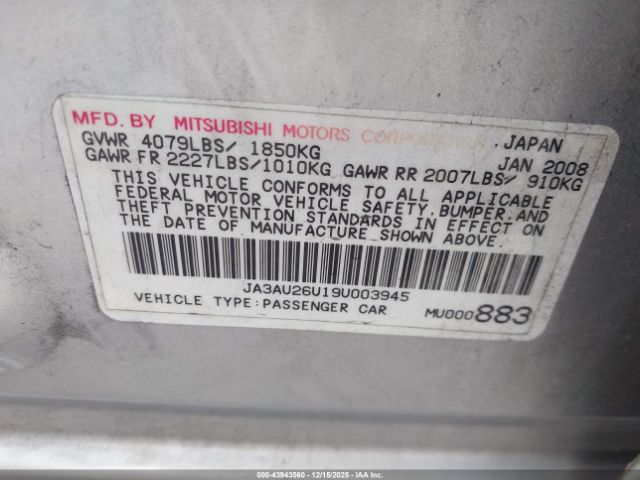 MFD. BY MITSUBISHI MOTORS CORPORATION, JAPAN
GVWR 4079LBS/ 1850KG JAN 2008
GAWR FR 2227LBS/1010KG GAWR RR 2007LBS/ 910KG
THIS VEHICLE CONFORMS TO ALL APPLICABLE
FEDERAL MOTOR VEHICLE SAFETY, BUMPER, AND
THEFT PREVENTION STANDARDS IN EFFECT ON
THE DATE OF MANUFACTURE SHOWN ABOVE.
JA3AU26U19U003945
VEHICLE TYPE:PASSENGER CAR MU000883
000-43943560 - 12/15/2025 - IAAI.COM